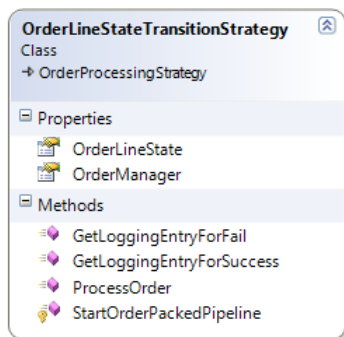 OrderLineStateTransitionStrategy
Class
OrderProcessingStrategy
Properties
OrderLineState
OrderManager
Methods
GetLoggingEntryForFail
GetLoggingEntryForSuccess
ProcessOrder
StartOrderPackedPipeline